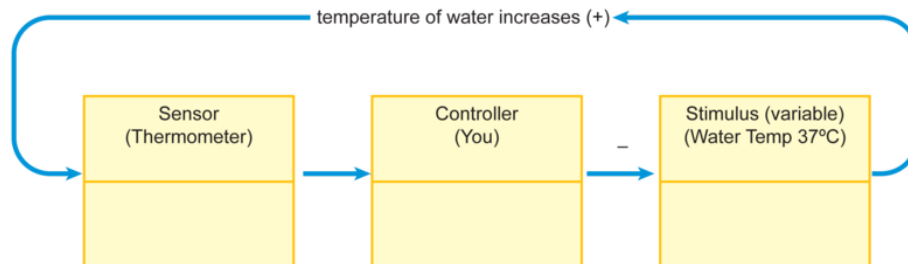 temperature of water increases (+)
Sensor
(Thermometer)
Controller
(You)
–
Stimulus (variable)
(Water Temp 37ºC)